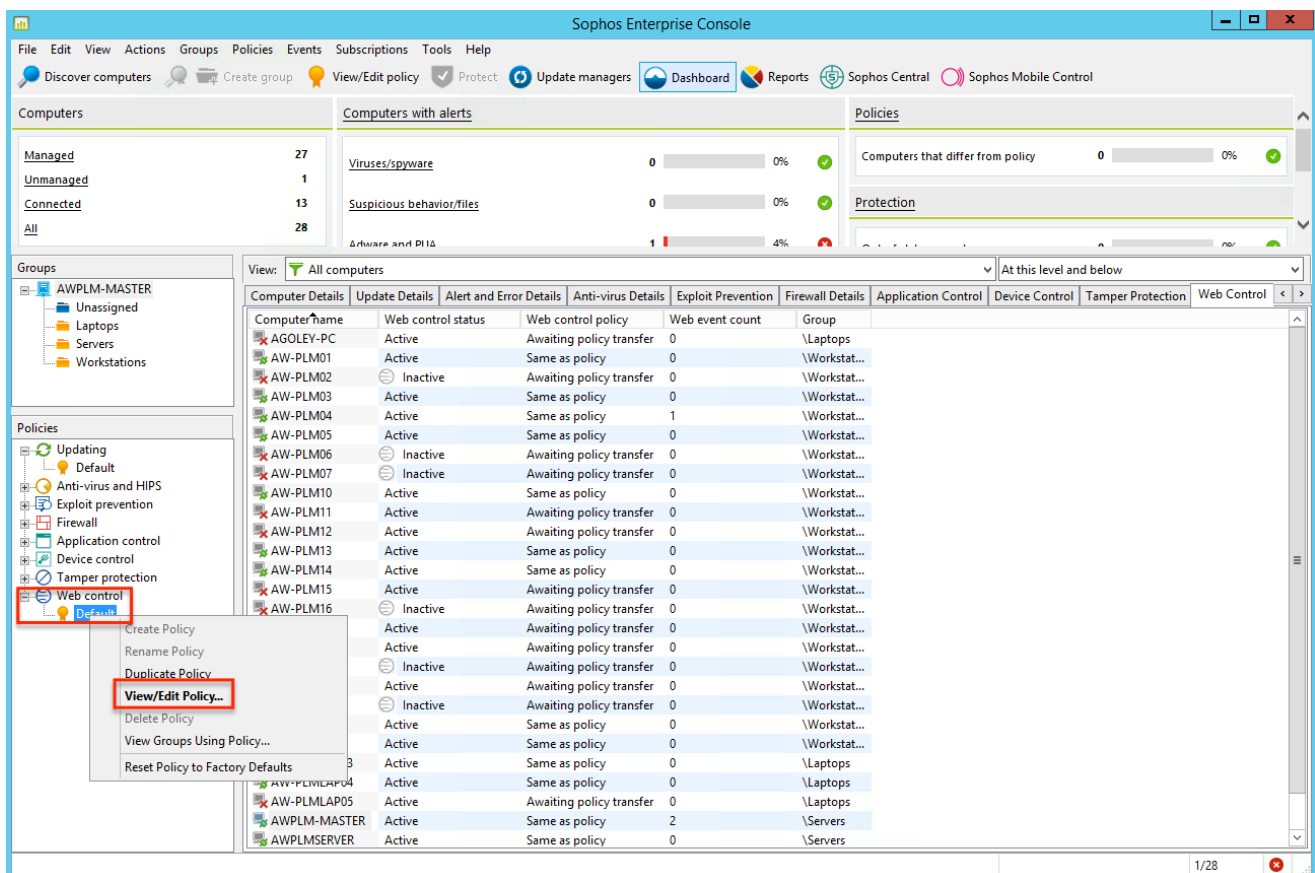 Sophos Enterprise Console
File Edit View Actions Groups Policies Events Subscriptions Tools Help
Discover computers Create group View/Edit policy Protect Update managers Dashboard Reports Sophos Central Sophos Mobile Control
Computers
Managed 27
Unmanaged 1
Connected 13
All 28
Computers with alerts
Viruses/spyware 0 0%
Suspicious behavior/files 0 0%
Adware and PUA 1 4%
Policies
Computers that differ from policy 0 0%
Protection
Groups
AWPLM-MASTER
Unassigned
Laptops
Servers
Workstations
Policies
Updating
Default
Anti-virus and HIPS
Exploit prevention
Firewall
Application control
Device control
Tamper protection
Web control
Default
Create Policy
Rename Policy
Duplicate Policy
View/Edit Policy...
Delete Policy
View Groups Using Policy...
Reset Policy to Factory Defaults
View: All computers At this level and below
Computer Details Update Details Alert and Error Details Anti-virus Details Exploit Prevention Firewall Details Application Control Device Control Tamper Protection Web Control
Computer name Web control status Web control policy Web event count Group
AGOLEY-PC Active Awaiting policy transfer 0 \Laptops
AW-PLM01 Active Same as policy 0 \Workstat...
AW-PLM02 Inactive Awaiting policy transfer 0 \Workstat...
AW-PLM03 Active Same as policy 0 \Workstat...
AW-PLM04 Active Same as policy 1 \Workstat...
AW-PLM05 Active Same as policy 0 \Workstat...
AW-PLM06 Inactive Awaiting policy transfer 0 \Workstat...
AW-PLM07 Inactive Awaiting policy transfer 0 \Workstat...
AW-PLM10 Active Same as policy 0 \Workstat...
AW-PLM11 Active Awaiting policy transfer 0 \Workstat...
AW-PLM12 Active Awaiting policy transfer 0 \Workstat...
AW-PLM13 Active Same as policy 0 \Workstat...
AW-PLM14 Active Same as policy 0 \Workstat...
AW-PLM15 Active Awaiting policy transfer 0 \Workstat...
AW-PLM16 Inactive Awaiting policy transfer 0 \Workstat...
Active Awaiting policy transfer 0 \Workstat...
Active Awaiting policy transfer 0 \Workstat...
Inactive Awaiting policy transfer 0 \Workstat...
Active Awaiting policy transfer 0 \Workstat...
Inactive Awaiting policy transfer 0 \Workstat...
Active Same as policy 0 \Workstat...
Active Same as policy 0 \Workstat...
3 Active Same as policy 0 \Laptops
AW-PLMLAP04 Active Same as policy 0 \Laptops
AW-PLMLAP05 Active Awaiting policy transfer 0 \Laptops
AWPLM-MASTER Active Same as policy 2 \Servers
AWPLMSERVER Active Same as policy 0 \Servers
1/28